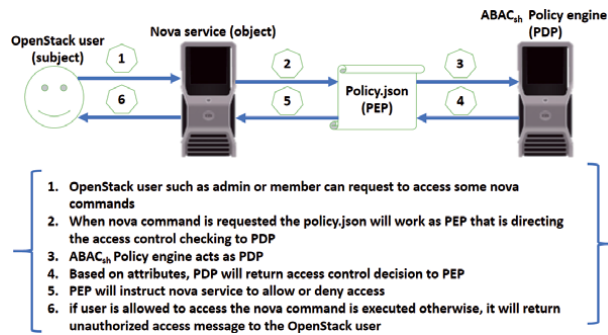 OpenStack user
(subject)
Nova service (object)
ABACsh Policy engine
(PDP)
1
2
3
Policy.json
(PEP)
6
5
4
1. OpenStack user such as admin or member can request to access some nova
commands
2. When nova command is requested the policy.json will work as PEP that is directing
the access control checking to PDP
3. ABACsh Policy engine acts as PDP
4. Based on attributes, PDP will return access control decision to PEP
5. PEP will instruct nova service to allow or deny access
6. if user is allowed to access the nova command is executed otherwise, it will return
unauthorized access message to the OpenStack user